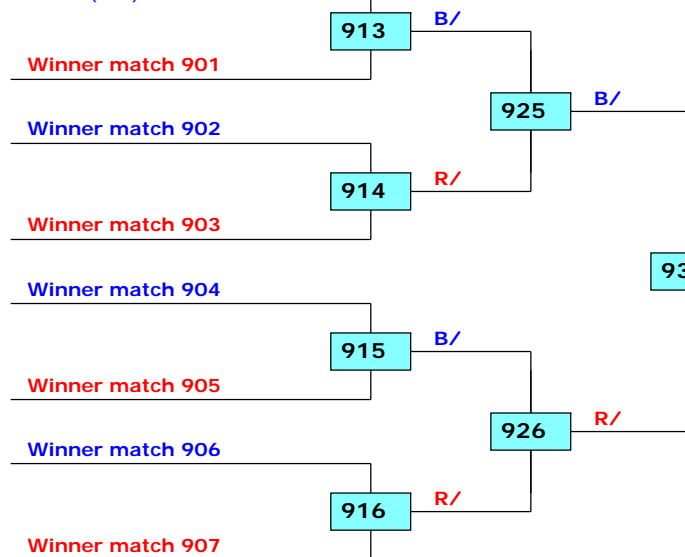 913 B/
Winner match 901
925 B/
Winner match 902
914 R/
Winner match 903
Winner match 904
915 B/
Winner match 905
926 R/
Winner match 906
916 R/
Winner match 907